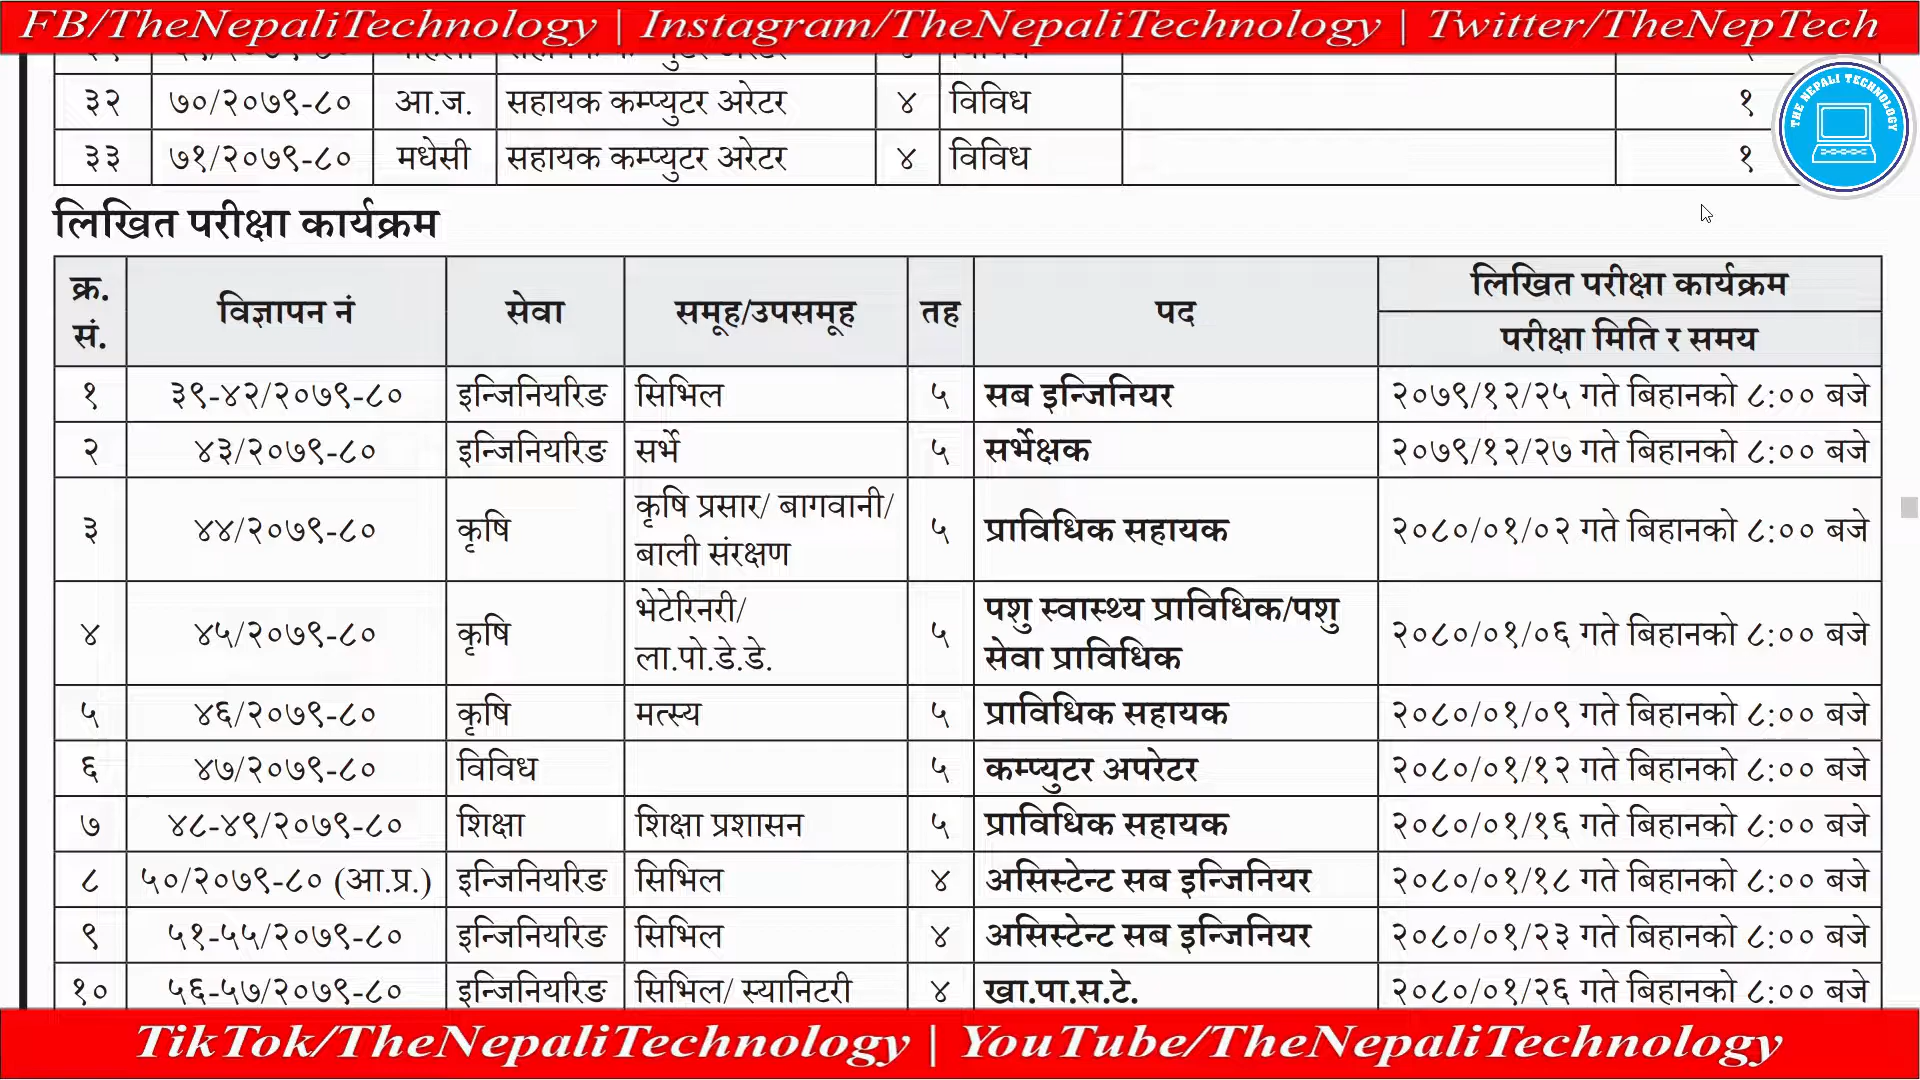 FB/TheNepaliTechnology | Instagram/TheNepaliTechnology | Twitter/TheNepTech
THE NEPALI TECHNOLOGY
३२ ७०/२०७९-८० आ.ज. सहायक कम्प्युटर अरेटर ४ विविध १
३३ ७१/२०७९-८० मधेसी सहायक कम्प्युटर अरेटर ४ विविध १
लिखित परीक्षा कार्यक्रम
क्र. सं. विज्ञापन नं सेवा समूह/उपसमूह तह पद लिखित परीक्षा कार्यक्रम
परीक्षा मिति र समय
१ ३९-४२/२०७९-८० इन्जिनियरिङ सिभिल ५ सब इन्जिनियर २०७९/१२/२५ गते बिहानको ८:०० बजे
२ ४३/२०७९-८० इन्जिनियरिङ सर्भे ५ सर्भेक्षक २०७९/१२/२७ गते बिहानको ८:०० बजे
३ ४४/२०७९-८० कृषि कृषि प्रसार/ बागवानी/ बाली संरक्षण ५ प्राविधिक सहायक २०८०/०१/०२ गते बिहानको ८:०० बजे
४ ४५/२०७९-८० कृषि भेटेरिनरी/ ला.पो.डे.डे. ५ पशु स्वास्थ्य प्राविधिक/पशु सेवा प्राविधिक २०८०/०१/०६ गते बिहानको ८:०० बजे
५ ४६/२०७९-८० कृषि मत्स्य ५ प्राविधिक सहायक २०८०/०१/०९ गते बिहानको ८:०० बजे
६ ४७/२०७९-८० विविध ५ कम्प्युटर अपरेटर २०८०/०१/१२ गते बिहानको ८:०० बजे
७ ४८-४९/२०७९-८० शिक्षा शिक्षा प्रशासन ५ प्राविधिक सहायक २०८०/०१/१६ गते बिहानको ८:०० बजे
८ ५०/२०७९-८० (आ.प्र.) इन्जिनियरिङ सिभिल ४ असिस्टेन्ट सब इन्जिनियर २०८०/०१/१८ गते बिहानको ८:०० बजे
९ ५१-५५/२०७९-८० इन्जिनियरिङ सिभिल ४ असिस्टेन्ट सब इन्जिनियर २०८०/०१/२३ गते बिहानको ८:०० बजे
१० ५६-५७/२०७९-८० इन्जिनियरिङ सिभिल/ स्यानिटरी ४ खा.पा.स.टे. २०८०/०१/२६ गते बिहानको ८:०० बजे
TikTok/TheNepaliTechnology | YouTube/TheNepaliTechnology